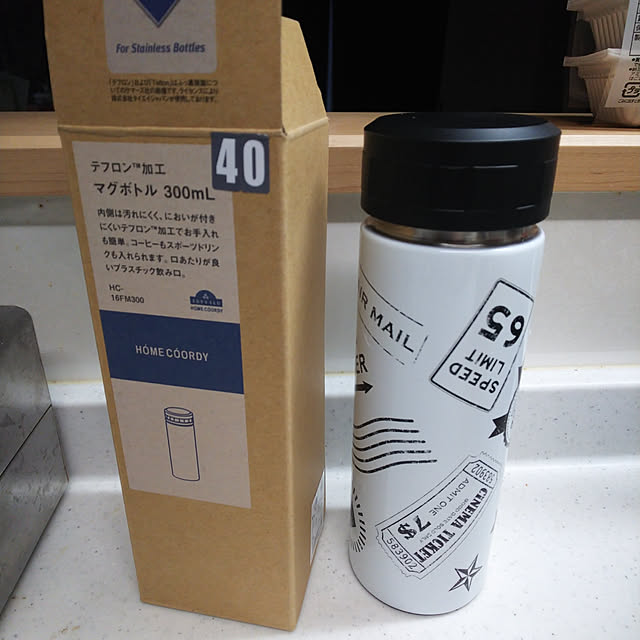 For Stainless Bottles
40
テフロン™加工
マグボトル 300mL
内側は汚れにくく、においが付き
にくいテフロン™加工でお手入れ
も簡単。コーヒーもスポーツドリン
クも入れられます。口あたりが良
いプラスチック飲み口。
HC-
16FM300
TOPVALU
HOME COORDY
HÓME CÓORDY
AIR MAIL
SPEED
LIMIT
65
ER
ADMIT ONE
7$
CINEMA TICKET